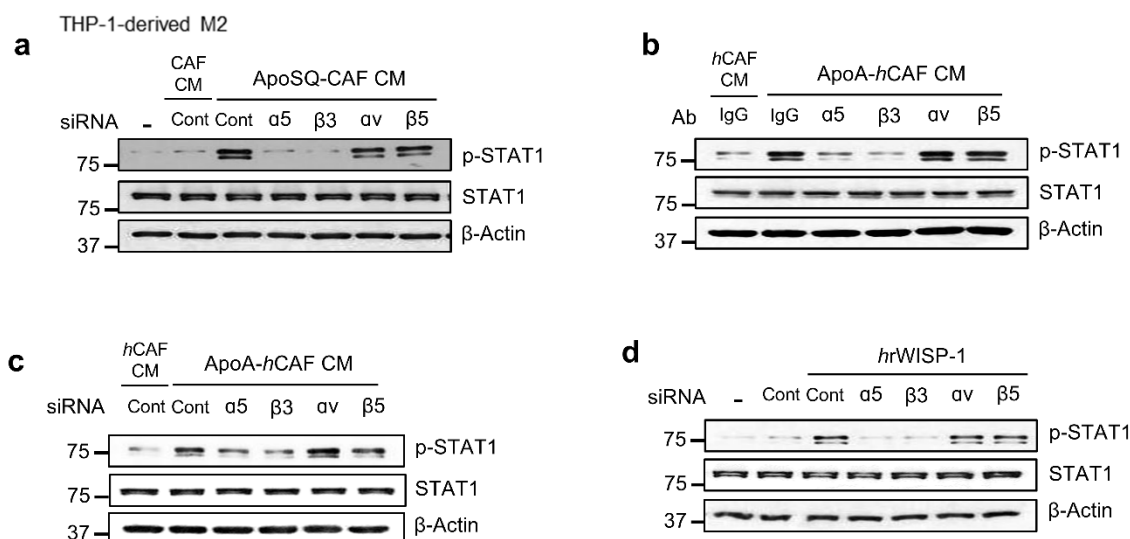 THP-1-derived M2
a
CAF CM
ApoSQ-CAF CM
siRNA - Cont Cont α5 β3 αv β5
75 p-STAT1
75 STAT1
37 β-Actin
b
hCAF CM
ApoA-hCAF CM
Ab IgG IgG α5 β3 αv β5
75 p-STAT1
75 STAT1
37 β-Actin
c
hCAF CM
ApoA-hCAF CM
siRNA Cont Cont α5 β3 αv β5
75 p-STAT1
75 STAT1
37 β-Actin
d
hrWISP-1
siRNA - Cont Cont α5 β3 αv β5
75 p-STAT1
75 STAT1
37 β-Actin